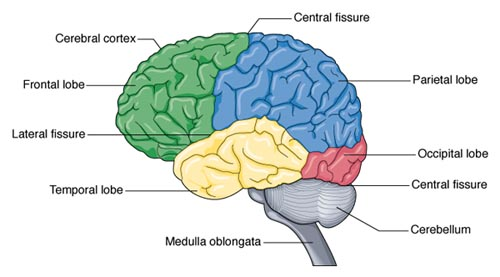 Central fissure
Cerebral cortex
Frontal lobe
Parietal lobe
Lateral fissure
Occipital lobe
Temporal lobe
Central fissure
Cerebellum
Medulla oblongata